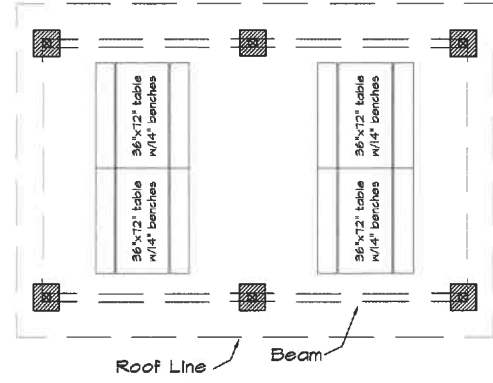 36"x72" table
w/14" benches
36"x72" table
w/14" benches
36"x72" table
w/14" benches
36"x72" table
w/14" benches
Roof Line
Beam